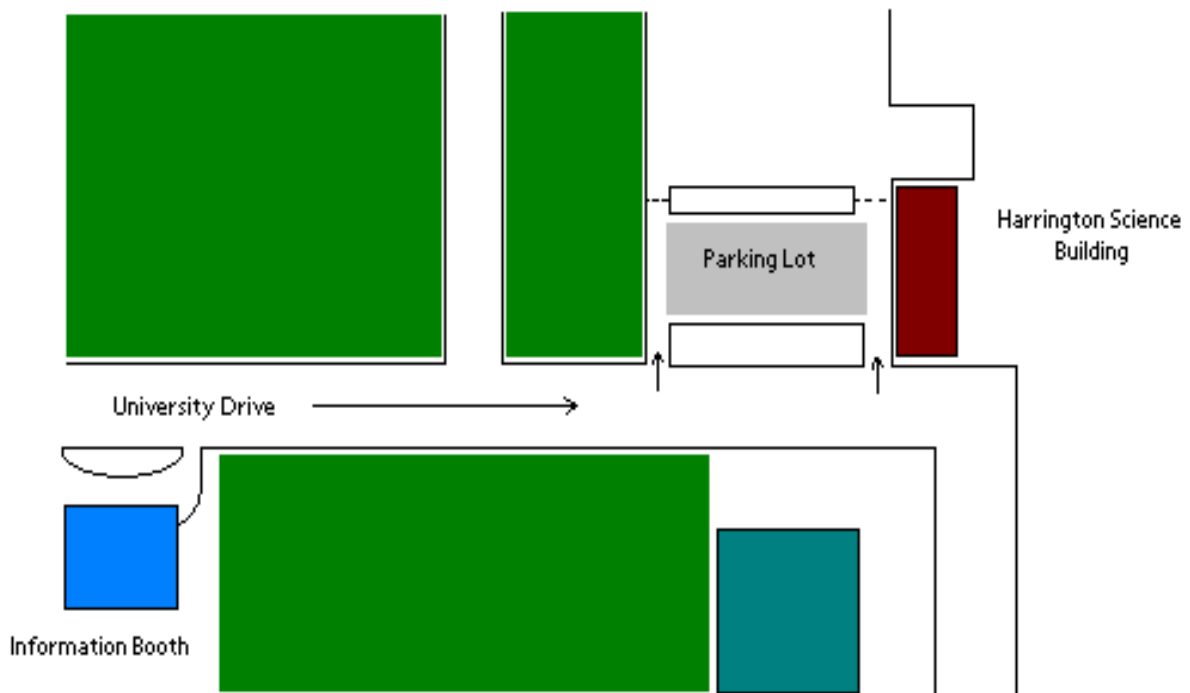 Harrington Science
Building
Parking Lot
University Drive
Information Booth